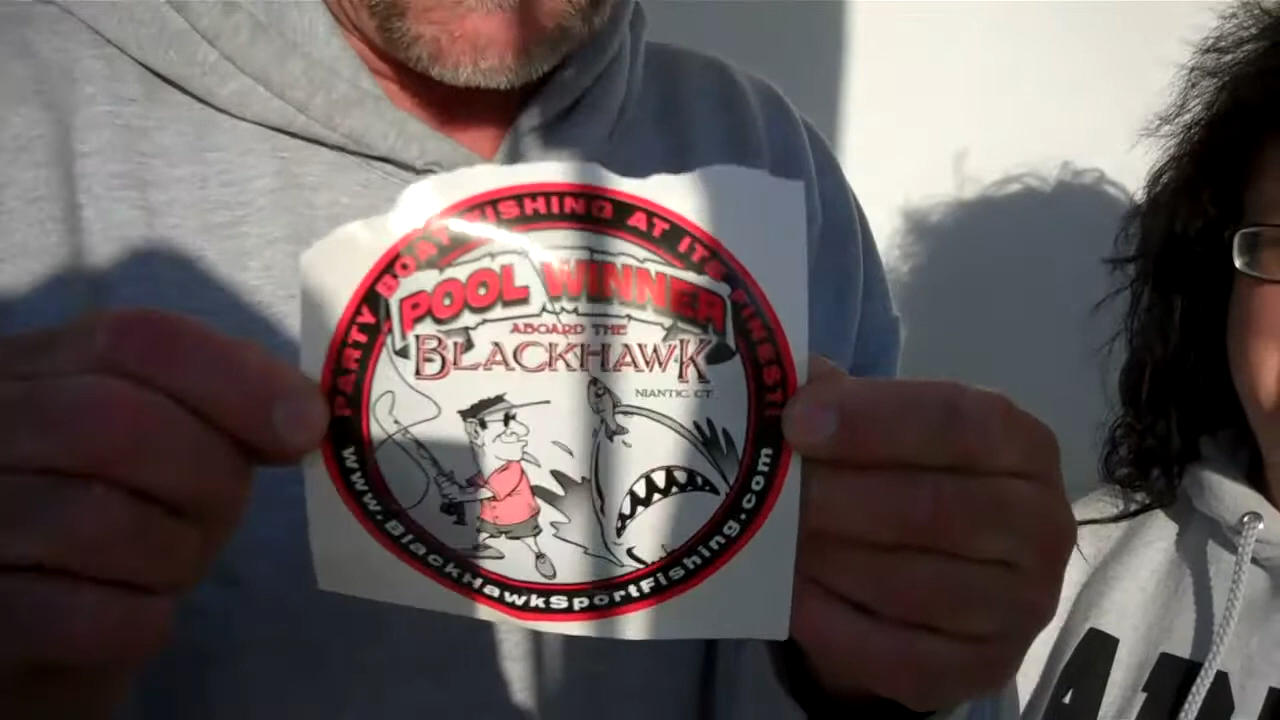 PARTY BOAT FISHING AT ITS FINEST!
POOL WINNER
ABOARD THE
BLACKHAWK
NIANTIC, CT
www.BlackHawkSportFishing.com